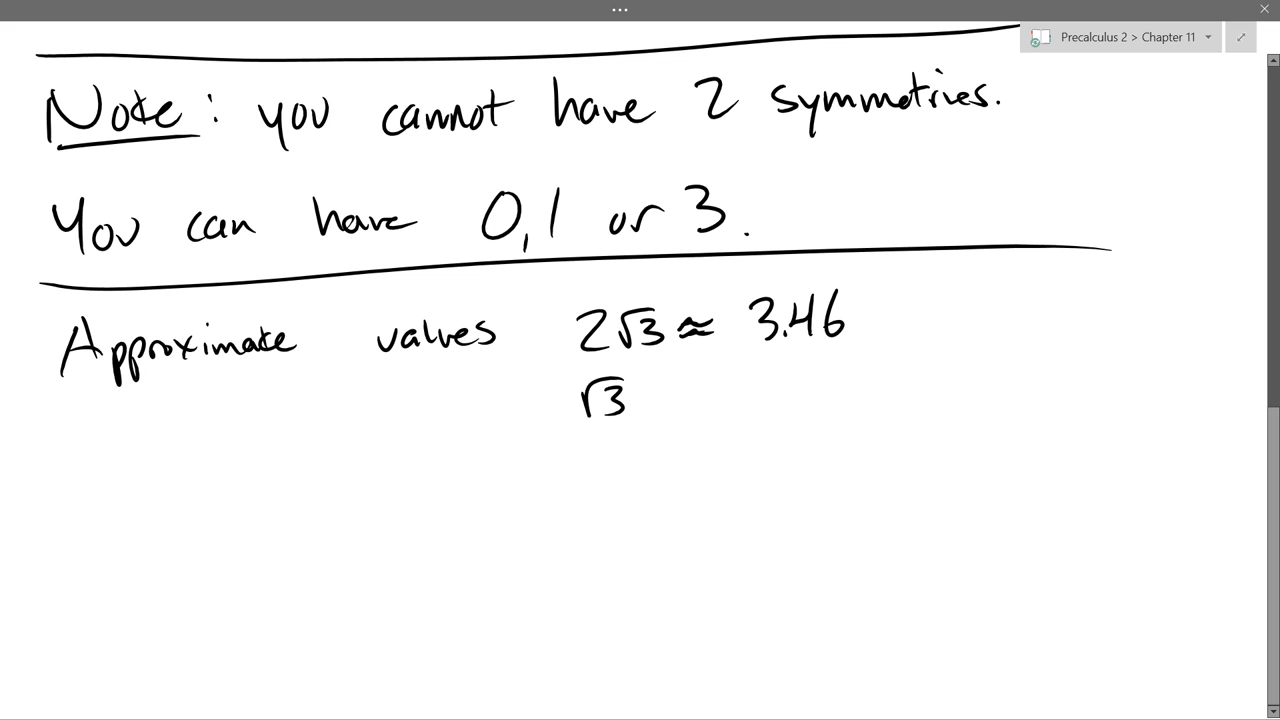 Precalculus 2 > Chapter 11
Note: you cannot have 2 symmetries.
You can have 0, 1 or 3.
Approximate values 2√3 ≈ 3.46
√3